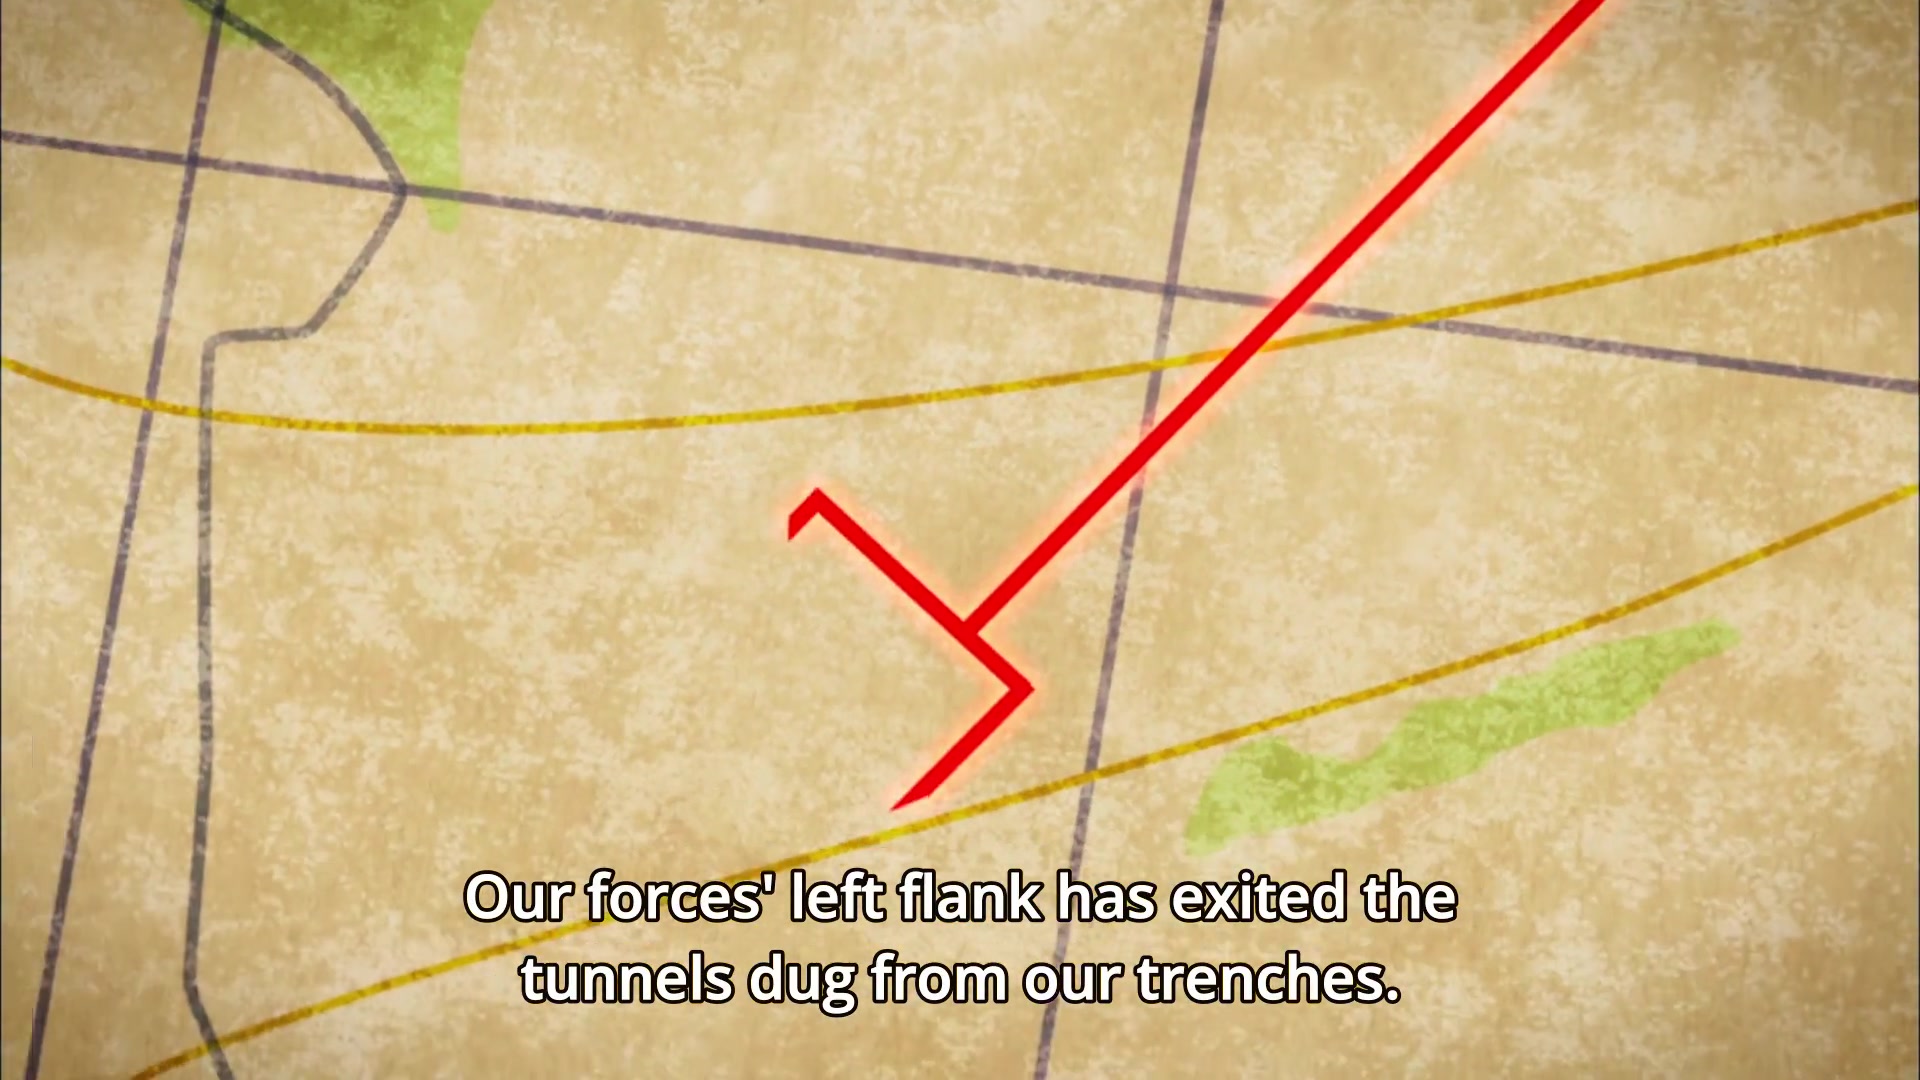 Our forces' left flank has exited the
tunnels dug from our trenches.